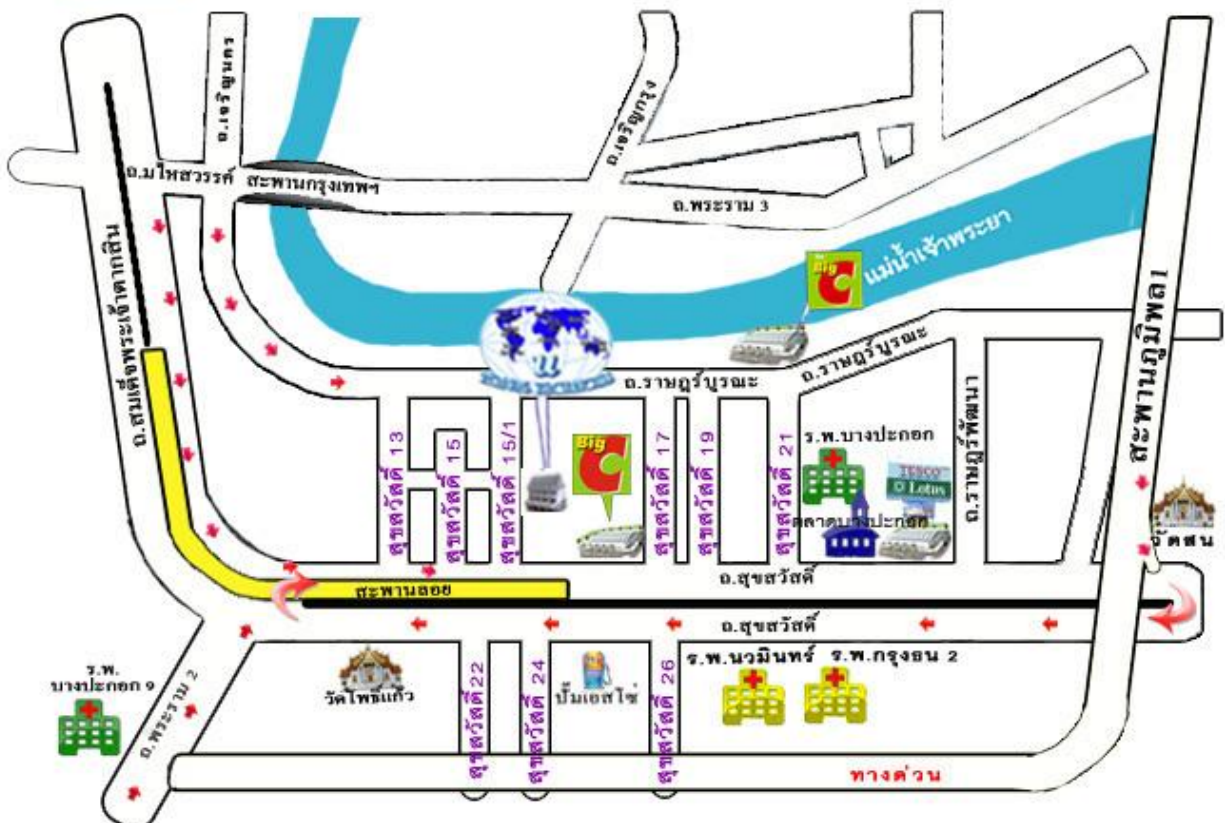 ถ.เจริญนคร
ถ.เจริญกรุง
ถ.มไหสวรรค์
สะพานกรุงเทพฯ
ถ.พระราม 3
ถ.สมเด็จพระเจ้าตากสิน
แม่น้ำเจ้าพระยา
Big C
สะพานภูมิพล1
ถ.ราษฎร์บูรณะ
ถ.ราษฎร์บูรณะ
สุขสวัสดิ์ 13
สุขสวัสดิ์ 15
สุขสวัสดิ์ 15/1
Big C
สุขสวัสดิ์ 17
สุขสวัสดิ์ 19
สุขสวัสดิ์ 21
ร.พ.บางปะกอก
TESCO
Lotus
ตลาดบางปะกอก
ถ.ราษฎร์พัฒนา
วัดสน
ถ.สุขสวัสดิ์
สะพานลอย
ถ.สุขสวัสดิ์
ร.พ.
บางปะกอก 9
ถ.พระราม 2
วัดโพธิ์แก้ว
สุขสวัสดิ์ 22
สุขสวัสดิ์ 24
ปั๊มเอสโซ่
สุขสวัสดิ์ 26
ร.พ.นวมินทร์
ร.พ.กรุงธน 2
ทางด่วน